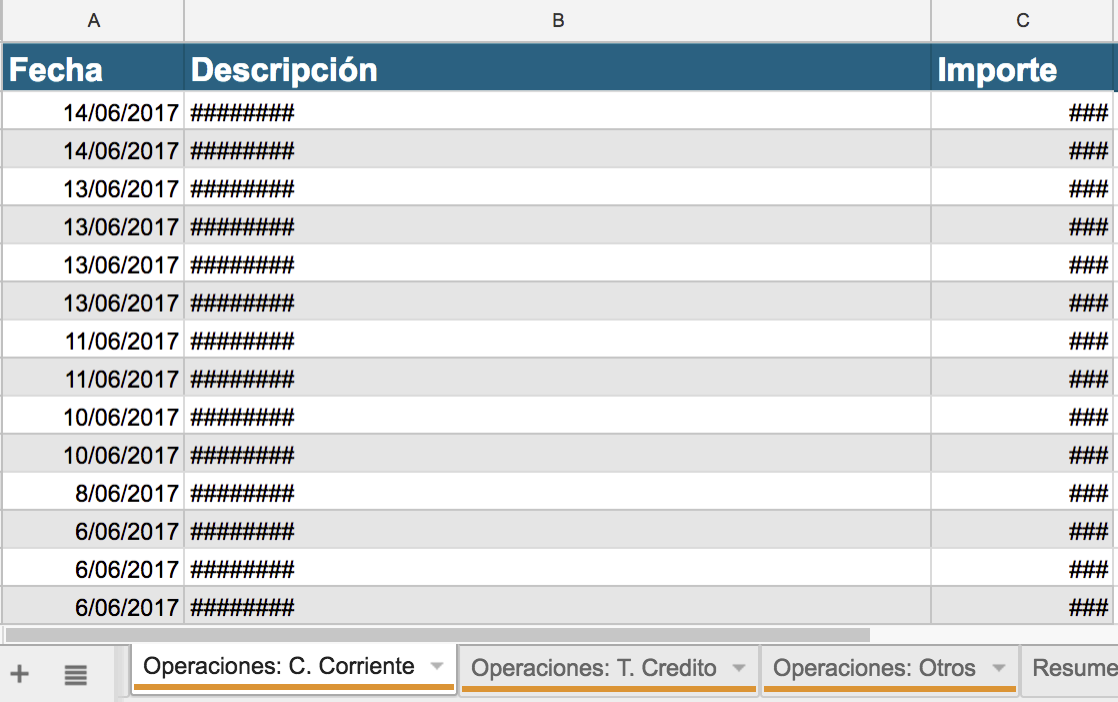 A B C
Fecha Descripción Importe
14/06/2017 ######## ###
14/06/2017 ######## ###
13/06/2017 ######## ###
13/06/2017 ######## ###
13/06/2017 ######## ###
13/06/2017 ######## ###
11/06/2017 ######## ###
11/06/2017 ######## ###
10/06/2017 ######## ###
10/06/2017 ######## ###
8/06/2017 ######## ###
6/06/2017 ######## ###
6/06/2017 ######## ###
6/06/2017 ######## ###
Operaciones: C. Corriente Operaciones: T. Credito Operaciones: Otros Resume